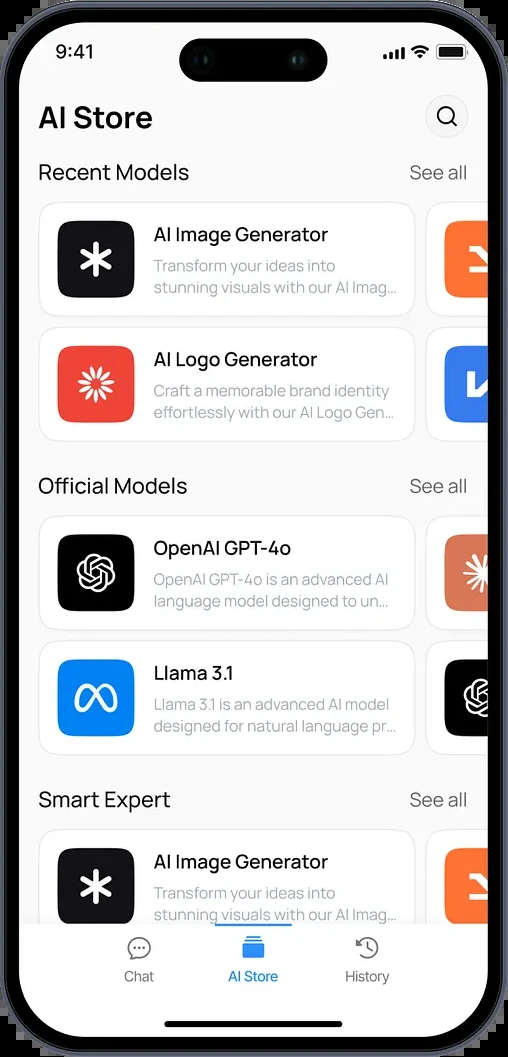 9:41
AI Store
Recent Models See all
AI Image Generator
Transform your ideas into
stunning visuals with our AI Imag...
AI Logo Generator
Craft a memorable brand identity
effortlessly with our AI Logo Gen...
Official Models See all
OpenAI GPT-4o
OpenAI GPT-4o is an advanced AI
language model designed to un...
Llama 3.1
Llama 3.1 is an advanced AI model
designed for natural language pr...
Smart Expert See all
AI Image Generator
Transform your ideas into
stunning visuals with our AI Imag...
Chat AI Store History